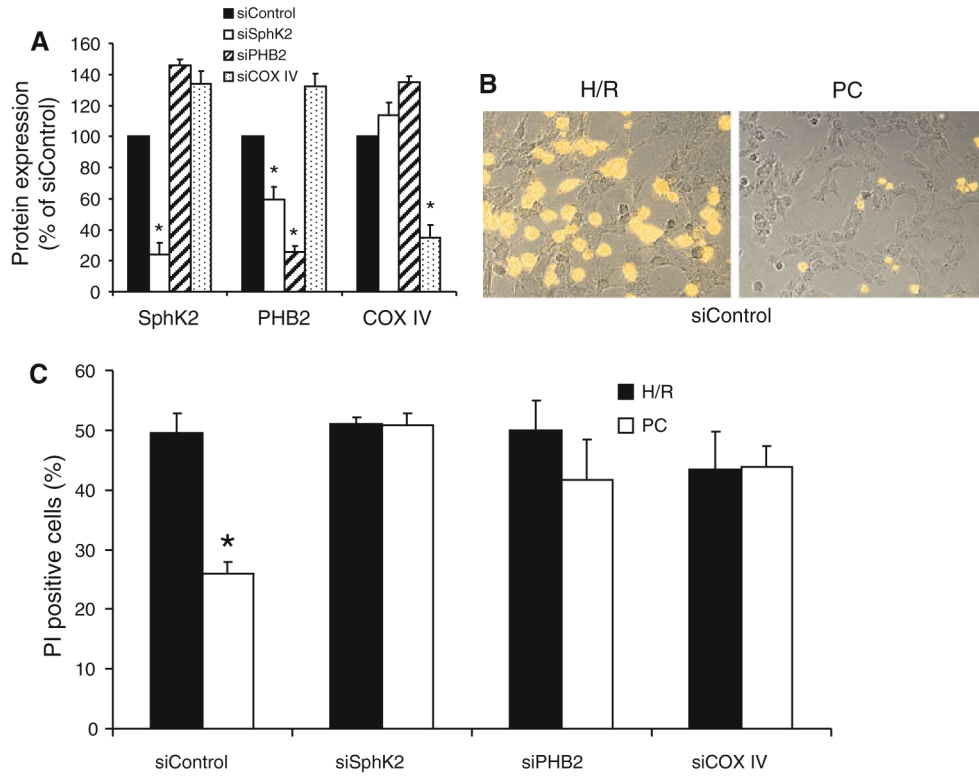 A
siControl
siSphK2
siPHB2
siCOX IV
Protein expression
(% of siControl)
160
140
120
100
80
60
40
20
0
*
*
*
*
SphK2
PHB2
COX IV
B
H/R
PC
siControl
C
PI positive cells (%)
60
50
40
30
20
10
0
H/R
PC
*
siControl
siSphK2
siPHB2
siCOX IV